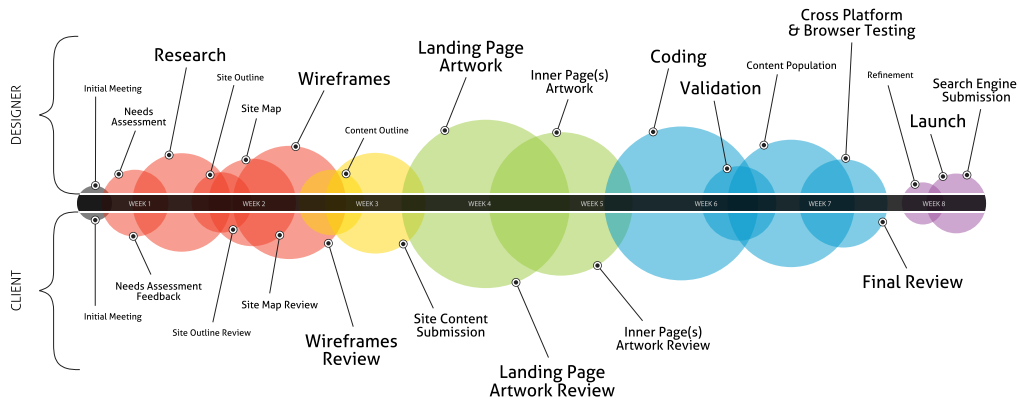 DESIGNER
Initial Meeting
Needs
Assessment
Research
Site Outline
Site Map
Wireframes
Content Outline
Landing Page
Artwork
Inner Page(s)
Artwork
Coding
Validation
Content Population
Cross Platform
& Browser Testing
Refinement
Launch
Search Engine
Submission
WEEK 1
WEEK 2
WEEK 3
WEEK 4
WEEK 5
WEEK 6
WEEK 7
WEEK 8
CLIENT
Initial Meeting
Needs Assessment
Feedback
Site Outline Review
Site Map Review
Wireframes
Review
Site Content
Submission
Landing Page
Artwork Review
Inner Page(s)
Artwork Review
Final Review